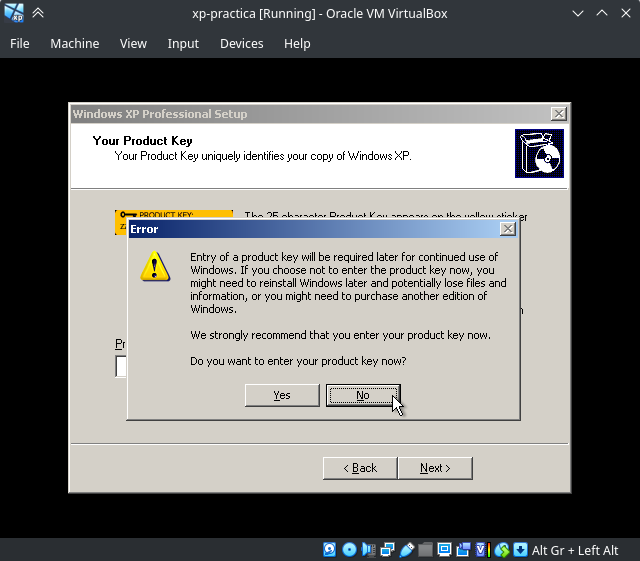 xp-practica [Running] - Oracle VM VirtualBox
File Machine View Input Devices Help
Windows XP Professional Setup
Your Product Key
Your Product Key uniquely identifies your copy of Windows XP.
PRODUCT KEY:
The 25 character Product Key appears on the yellow sticker
Error
Entry of a product key will be required later for continued use of
Windows. If you choose not to enter the product key now, you
might need to reinstall Windows later and potentially lose files and
information, or you might need to purchase another edition of
Windows.
We strongly recommend that you enter your product key now.
Do you want to enter your product key now?
Yes No
< Back Next >
Alt Gr + Left Alt